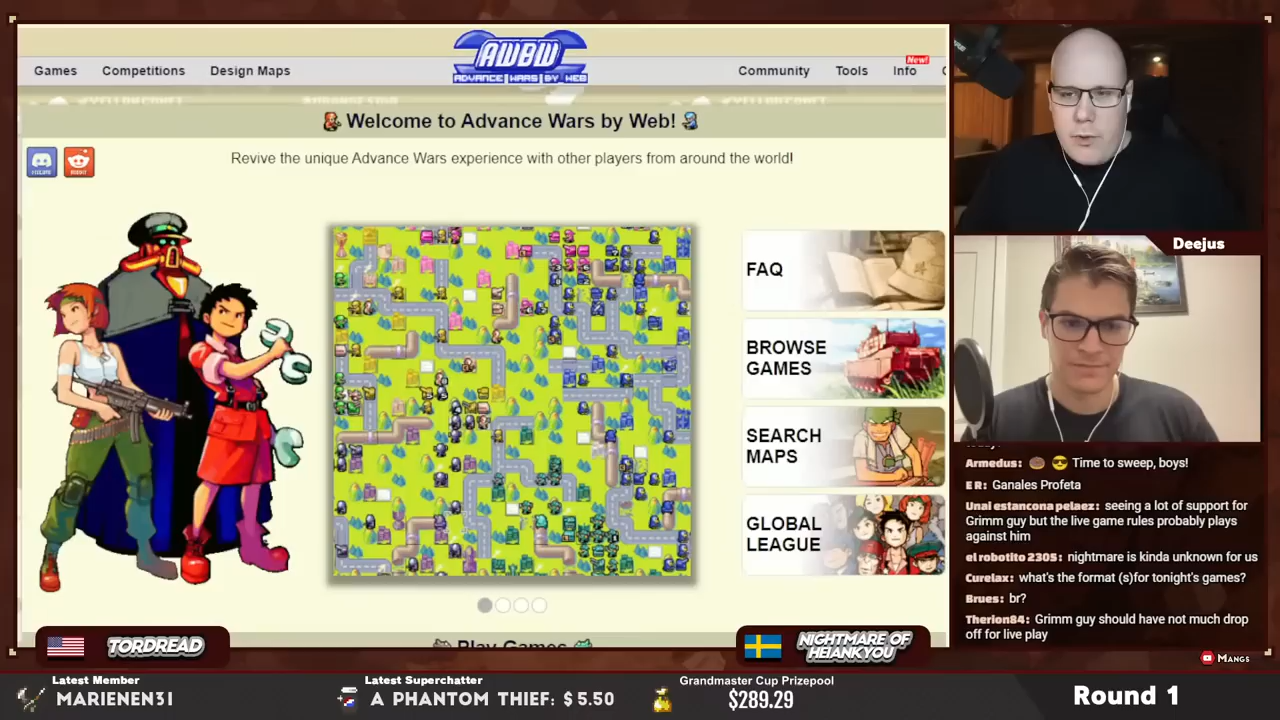 Games
Competitions
Design Maps
AWBW
ADVANCE WARS BY WEB
Community
Tools
Info
New!
Welcome to Advance Wars by Web!
Revive the unique Advance Wars experience with other players from around the world!
FAQ
BROWSE
GAMES
SEARCH
MAPS
GLOBAL
LEAGUE
Deejus
Armedus: Time to sweep, boys!
E R: Ganales Profeta
Unai estancona pelaez: seeing a lot of support for
Grimm guy but the live game rules probably plays
against him
el robotito 2305: nightmare is kinda unknown for us
Curelax: what's the format (s)for tonight's games?
Brues: br?
Therion84: Grimm guy should have not much drop
off for live play
MANGS
TORDREAD
Play Games
NIGHTMARE OF
HEIANKYOU
Latest Member
MARIENEN31
Latest Superchatter
A PHANTOM THIEF: $5.50
Grandmaster Cup Prizepool
$289.29
Round 1